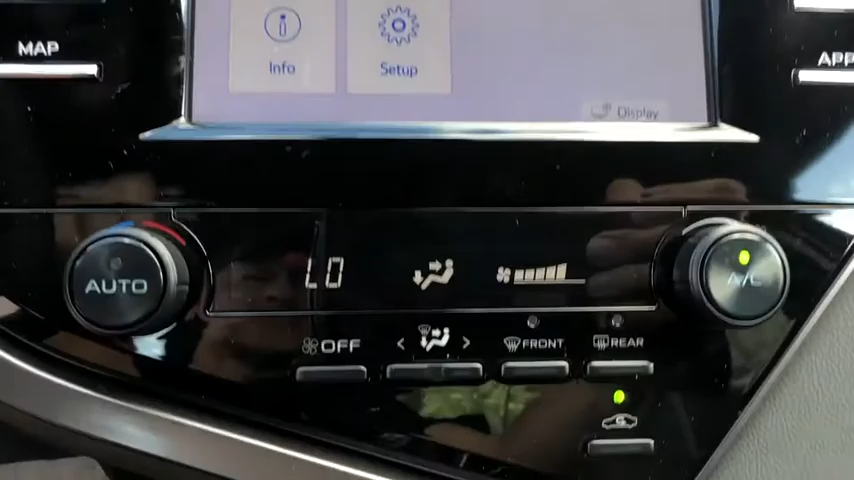 MAP
Info
Setup
Display
APP
AUTO
LO
A/C
OFF
FRONT
REAR